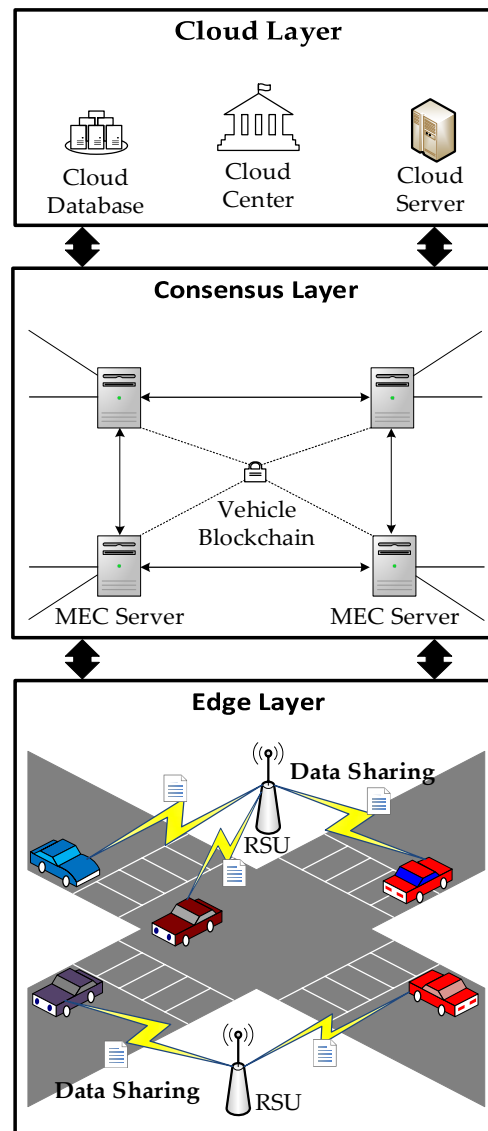 Cloud Layer
Cloud
Database
Cloud
Center
Cloud
Server
Consensus Layer
Vehicle
Blockchain
MEC Server
MEC Server
Edge Layer
Data Sharing
RSU
Data Sharing
RSU